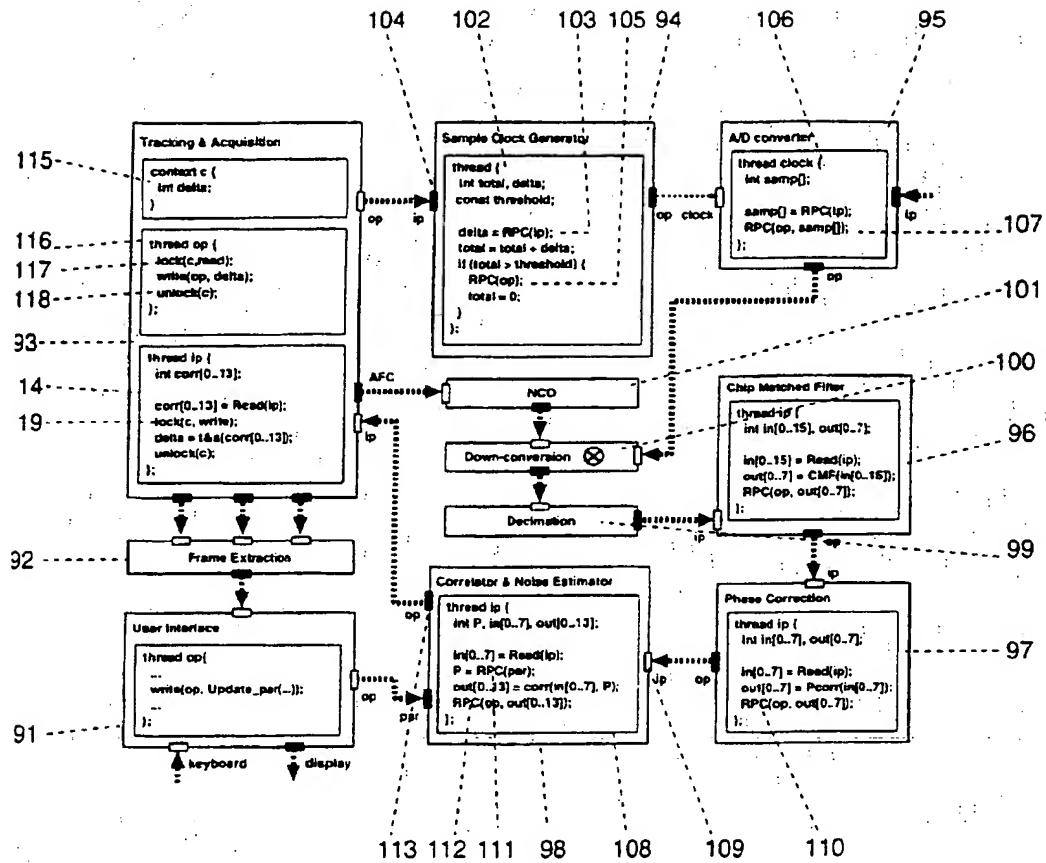 104 102 103 105 94 106 95
Tracking & Acquisition
115
context c {
int delta;
}
116
thread op {
117
lock(c,read);
write(op, delta);
118
unlock(c);
};
93
thread ip {
int corr[0..13];
14
corr[0..13] = Read(ip);
19
lock(c, write);
delta = t&a(corr[0..13]);
unlock(c);
};
op ip
Sample Clock Generator
thread {
int total, delta;
const threshold;
delta = RPC(ip);
total = total + delta;
if (total > threshold) {
RPC(op);
total = 0;
}
};
op clock
A/D converter
thread clock {
int samp[];
samp[] = RPC(ip);
RPC(op, samp[]);
};
ip
107
op
101
100
AFC
ip
NCO
Down-conversion
Decimation
ip
Chip Matched Filter
thread ip {
int in[0..15], out[0..7];
96
in[0..15] = Read(ip);
out[0..7] = CMF(in[0..15]);
RPC(op, out[0..7]);
};
99
op
ip
92
Frame Extraction
User Interface
thread op{
...
write(op, Update_par(...));
...
};
91
op
keyboard display
Correlator & Noise Estimator
op
thread ip {
int P, in[0..7], out[0..13];
in[0..7] = Read(ip);
P = RPC(par);
out[0..13] = corr(in[0..7], P);
RPC(op, out[0..13]);
};
par
ip op
Phase Correction
thread ip {
int in[0..7], out[0..7];
97
in[0..7] = Read(ip);
out[0..7] = Pcorr(in[0..7]);
RPC(op, out[0..7]);
};
113 112 111 98 108 109 110